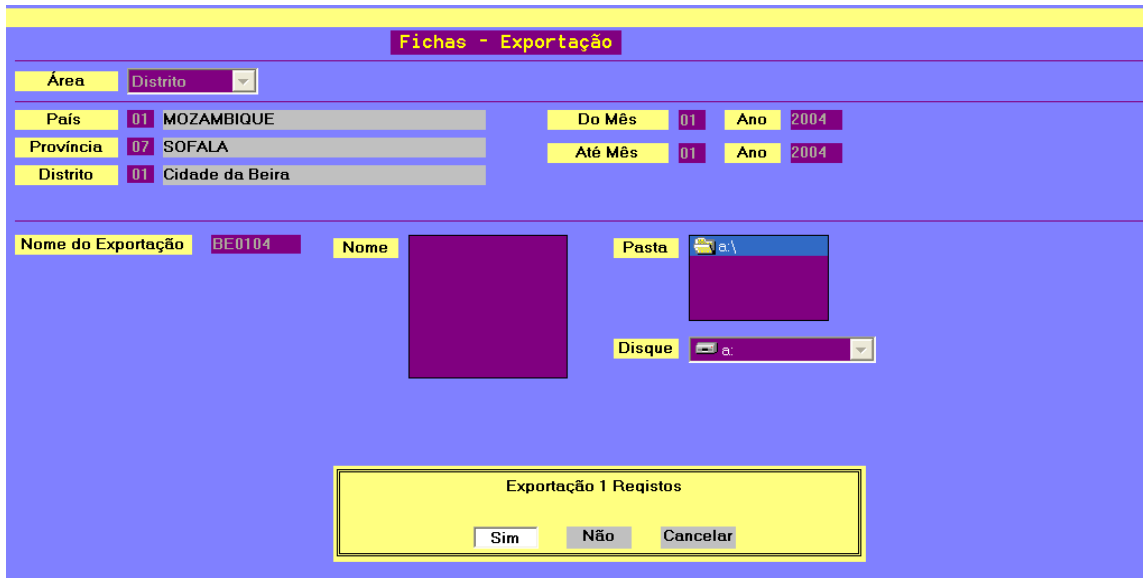 Fichas - Exportação
Área Distrito
País 01 MOZAMBIQUE Do Mês 01 Ano 2004
Província 07 SOFALA Até Mês 01 Ano 2004
Distrito 01 Cidade da Beira
Nome do Exportação BE0104 Nome Pasta a:\
Disque a:
Exportação 1 Registos
Sim Não Cancelar